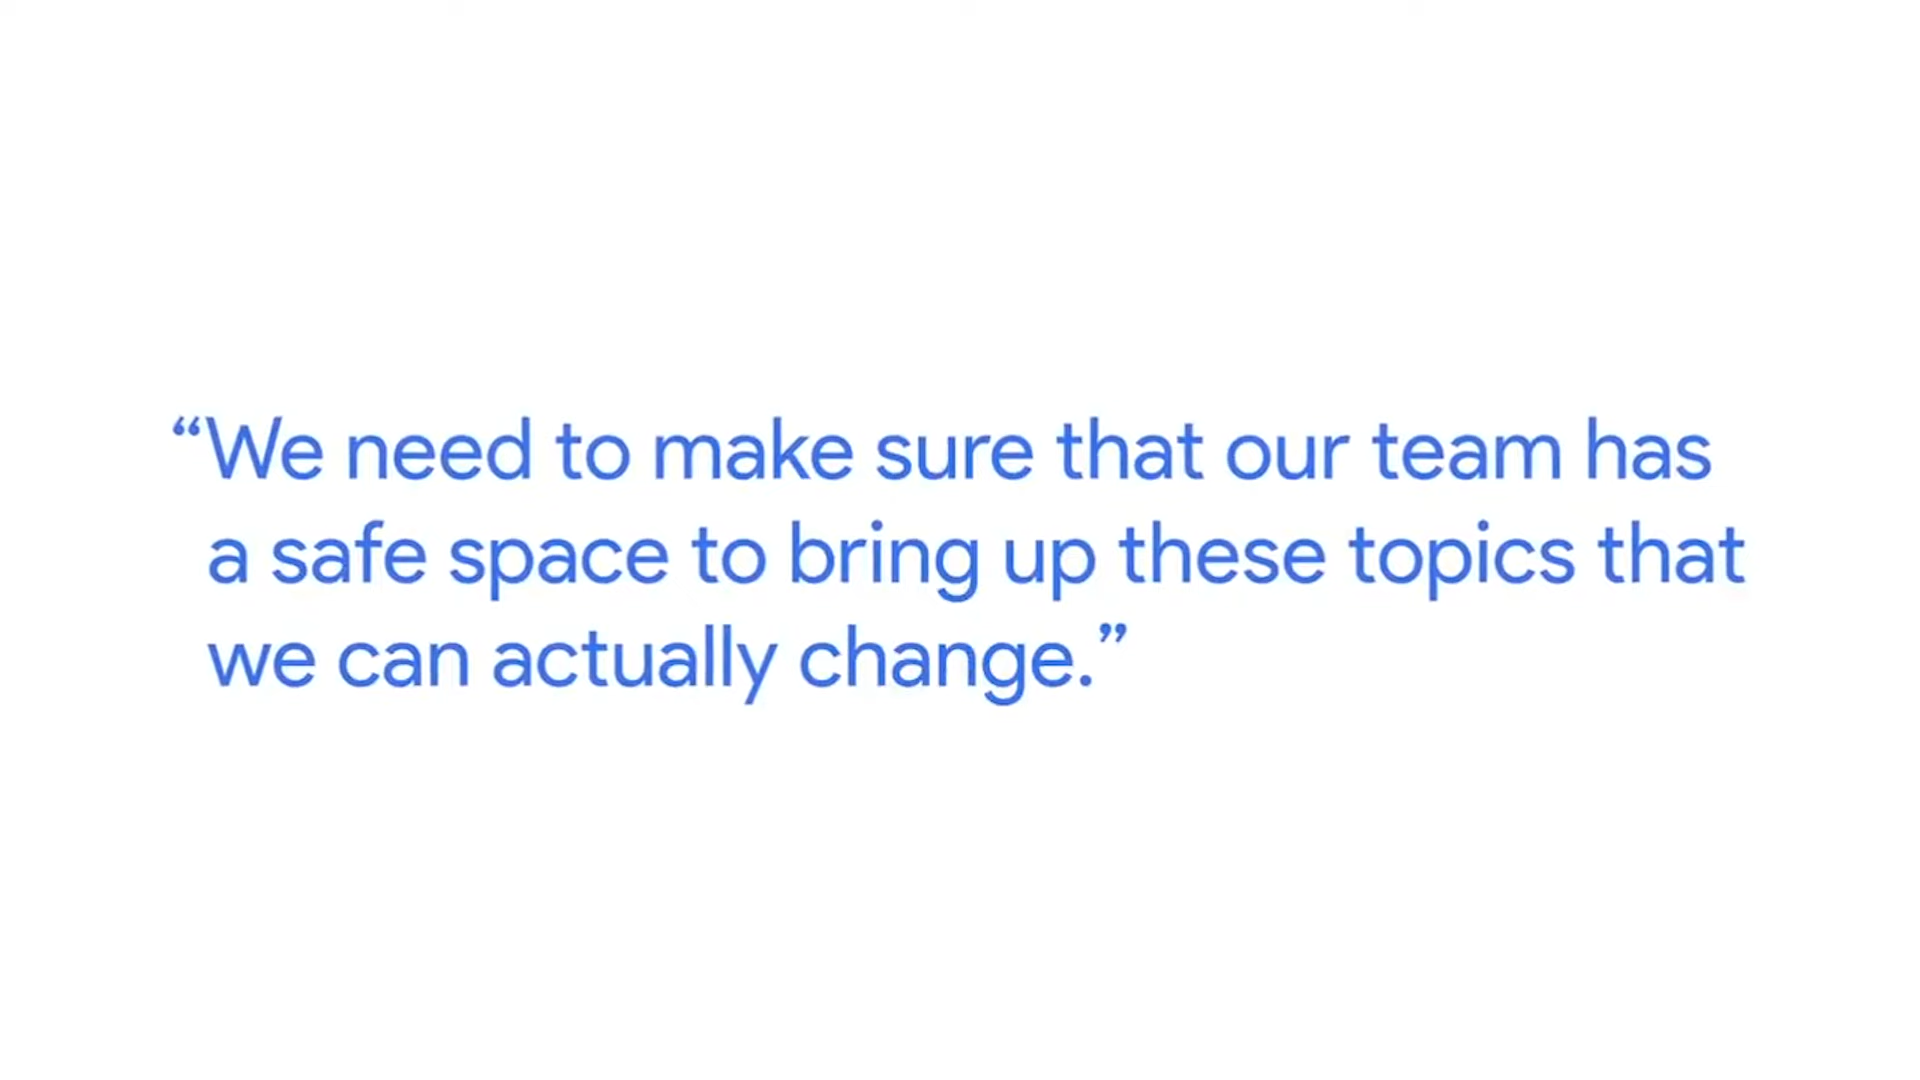 “We need to make sure that our team has
a safe space to bring up these topics that
we can actually change.”